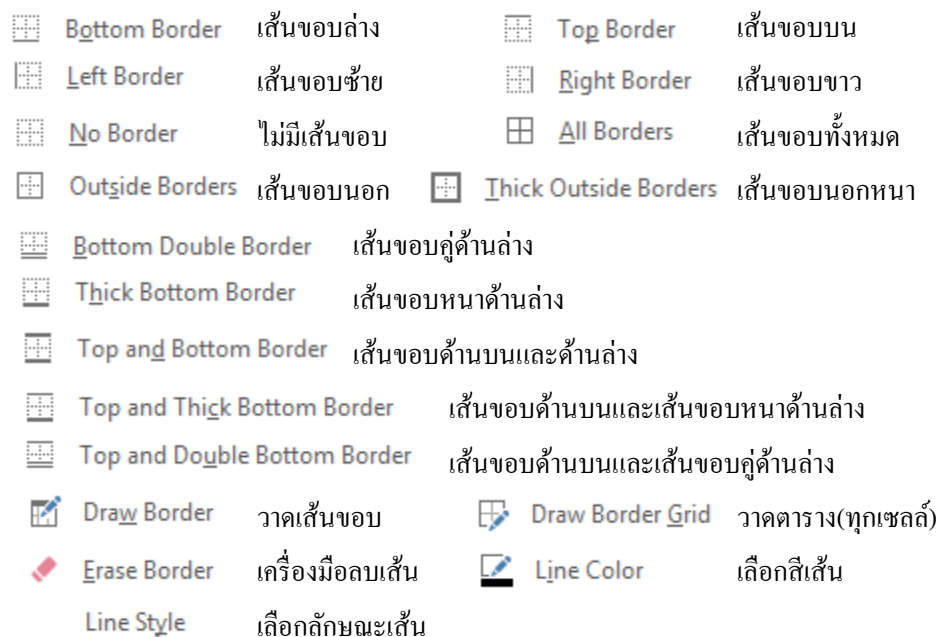 Bottom Border เส้นขอบล่าง Top Border เส้นขอบบน
Left Border เส้นขอบซ้าย Right Border เส้นขอบขาว
No Border ไม่มีเส้นขอบ All Borders เส้นขอบทั้งหมด
Outside Borders เส้นขอบนอก Thick Outside Borders เส้นขอบนอกหนา
Bottom Double Border เส้นขอบคู่ด้านล่าง
Thick Bottom Border เส้นขอบหนาด้านล่าง
Top and Bottom Border เส้นขอบด้านบนและด้านล่าง
Top and Thick Bottom Border เส้นขอบด้านบนและเส้นขอบหนาด้านล่าง
Top and Double Bottom Border เส้นขอบด้านบนและเส้นขอบคู่ด้านล่าง
Draw Border วาดเส้นขอบ Draw Border Grid วาดตาราง(ทุกเซลล์)
Erase Border เครื่องมือลบเส้น Line Color เลือกสีเส้น
Line Style เลือกลักษณะเส้น